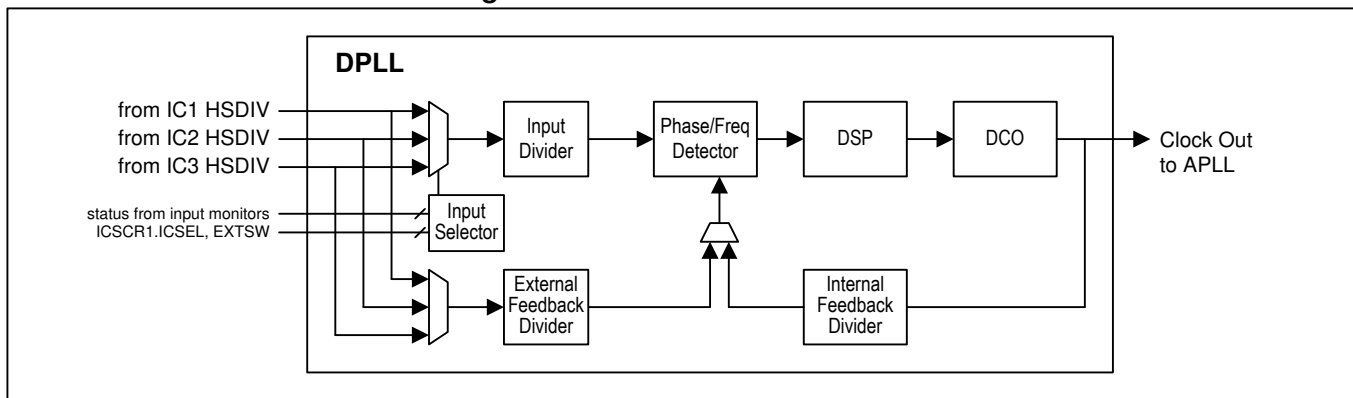 g
DPLL
from IC1 HSDIV
from IC2 HSDIV
from IC3 HSDIV
status from input monitors
ICSCR1.ICSEL, EXTSW
Input
Divider
Phase/Freq
Detector
DSP
DCO
Clock Out
to APLL
Input
Selector
External
Feedback
Divider
Internal
Feedback
Divider